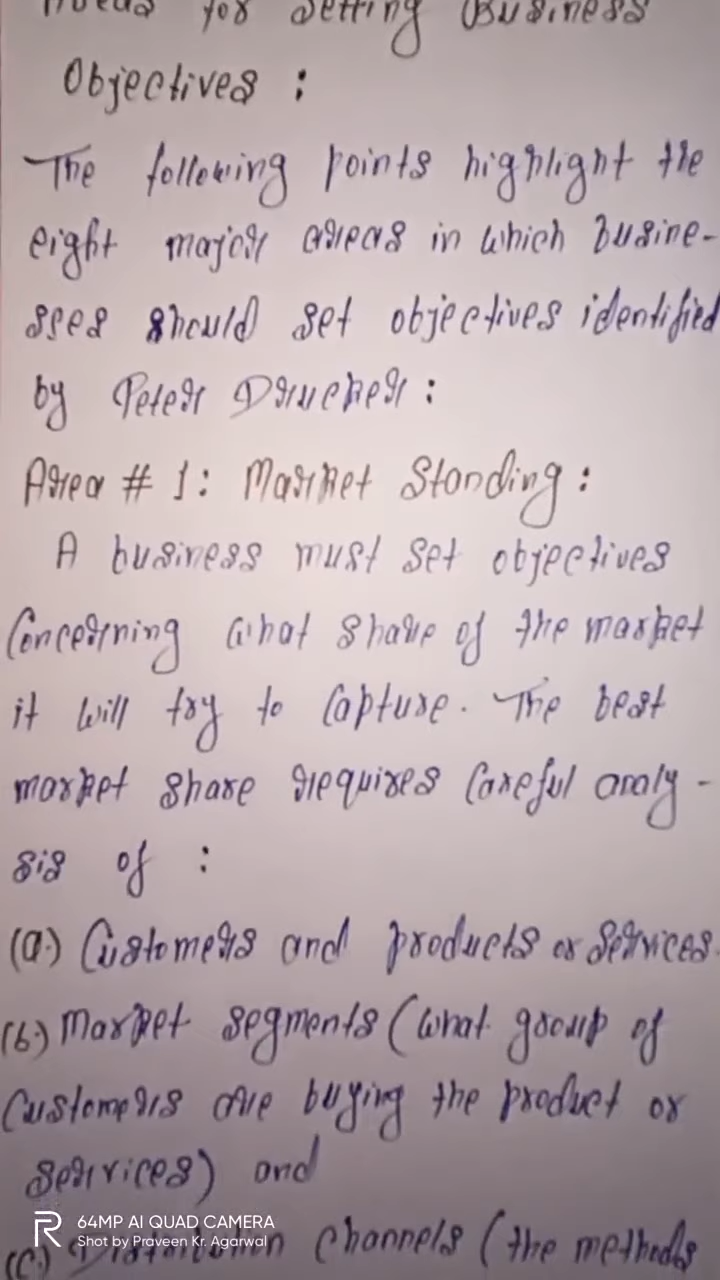 for Setting Business
Objectives :
The following points highlight the
eight major areas in which busine-
sses should set objectives identified
by Peter Drucker :
Area # 1 : Market Standing :
A business must set objectives
Concerning what share of the market
it will try to Capture. The best
market share requires Careful analy-
sis of :
(a.) Customers and products or Services.
(b.) Market segments (what group of
Customers are buying the product or
services) and
64MP AI QUAD CAMERA
Shot by Praveen Kr. Agarwal
(c.) channels (the methods